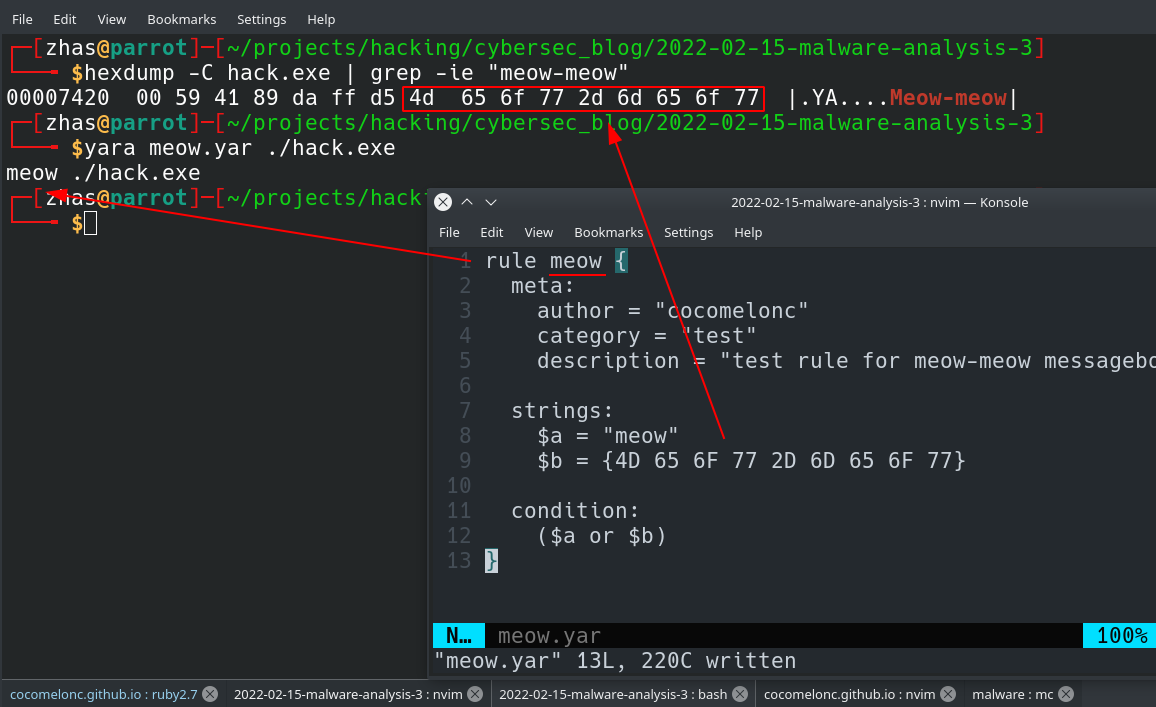 File Edit View Bookmarks Settings Help
┌─[zhas@parrot]─[~/projects/hacking/cybersec_blog/2022-02-15-malware-analysis-3]
└──╼ $hexdump -C hack.exe | grep -ie "meow-meow"
00007420  00 59 41 89 da ff d5 4d  65 6f 77 2d 6d 65 6f 77  |.YA....Meow-meow|
┌─[zhas@parrot]─[~/projects/hacking/cybersec_blog/2022-02-15-malware-analysis-3]
└──╼ $yara meow.yar ./hack.exe
meow ./hack.exe
┌─[zhas@parrot]─[~/projects/hacki
└──╼ $
2022-02-15-malware-analysis-3 : nvim — Konsole
File Edit View Bookmarks Settings Help
1 rule meow {
2   meta:
3     author = "cocomelonc"
4     category = "test"
5     description = "test rule for meow-meow messagebo
6
7   strings:
8     $a = "meow"
9     $b = {4D 65 6F 77 2D 6D 65 6F 77}
10
11   condition:
12     ($a or $b)
13 }
N… meow.yar 100%
"meow.yar" 13L, 220C written
cocomelonc.github.io : ruby2.7 2022-02-15-malware-analysis-3 : nvim 2022-02-15-malware-analysis-3 : bash cocomelonc.github.io : nvim malware : mc